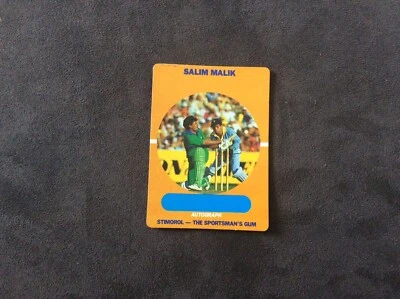 SALIM MALIK
AUTOGRAPH
STIMOROL — THE SPORTSMAN'S GUM